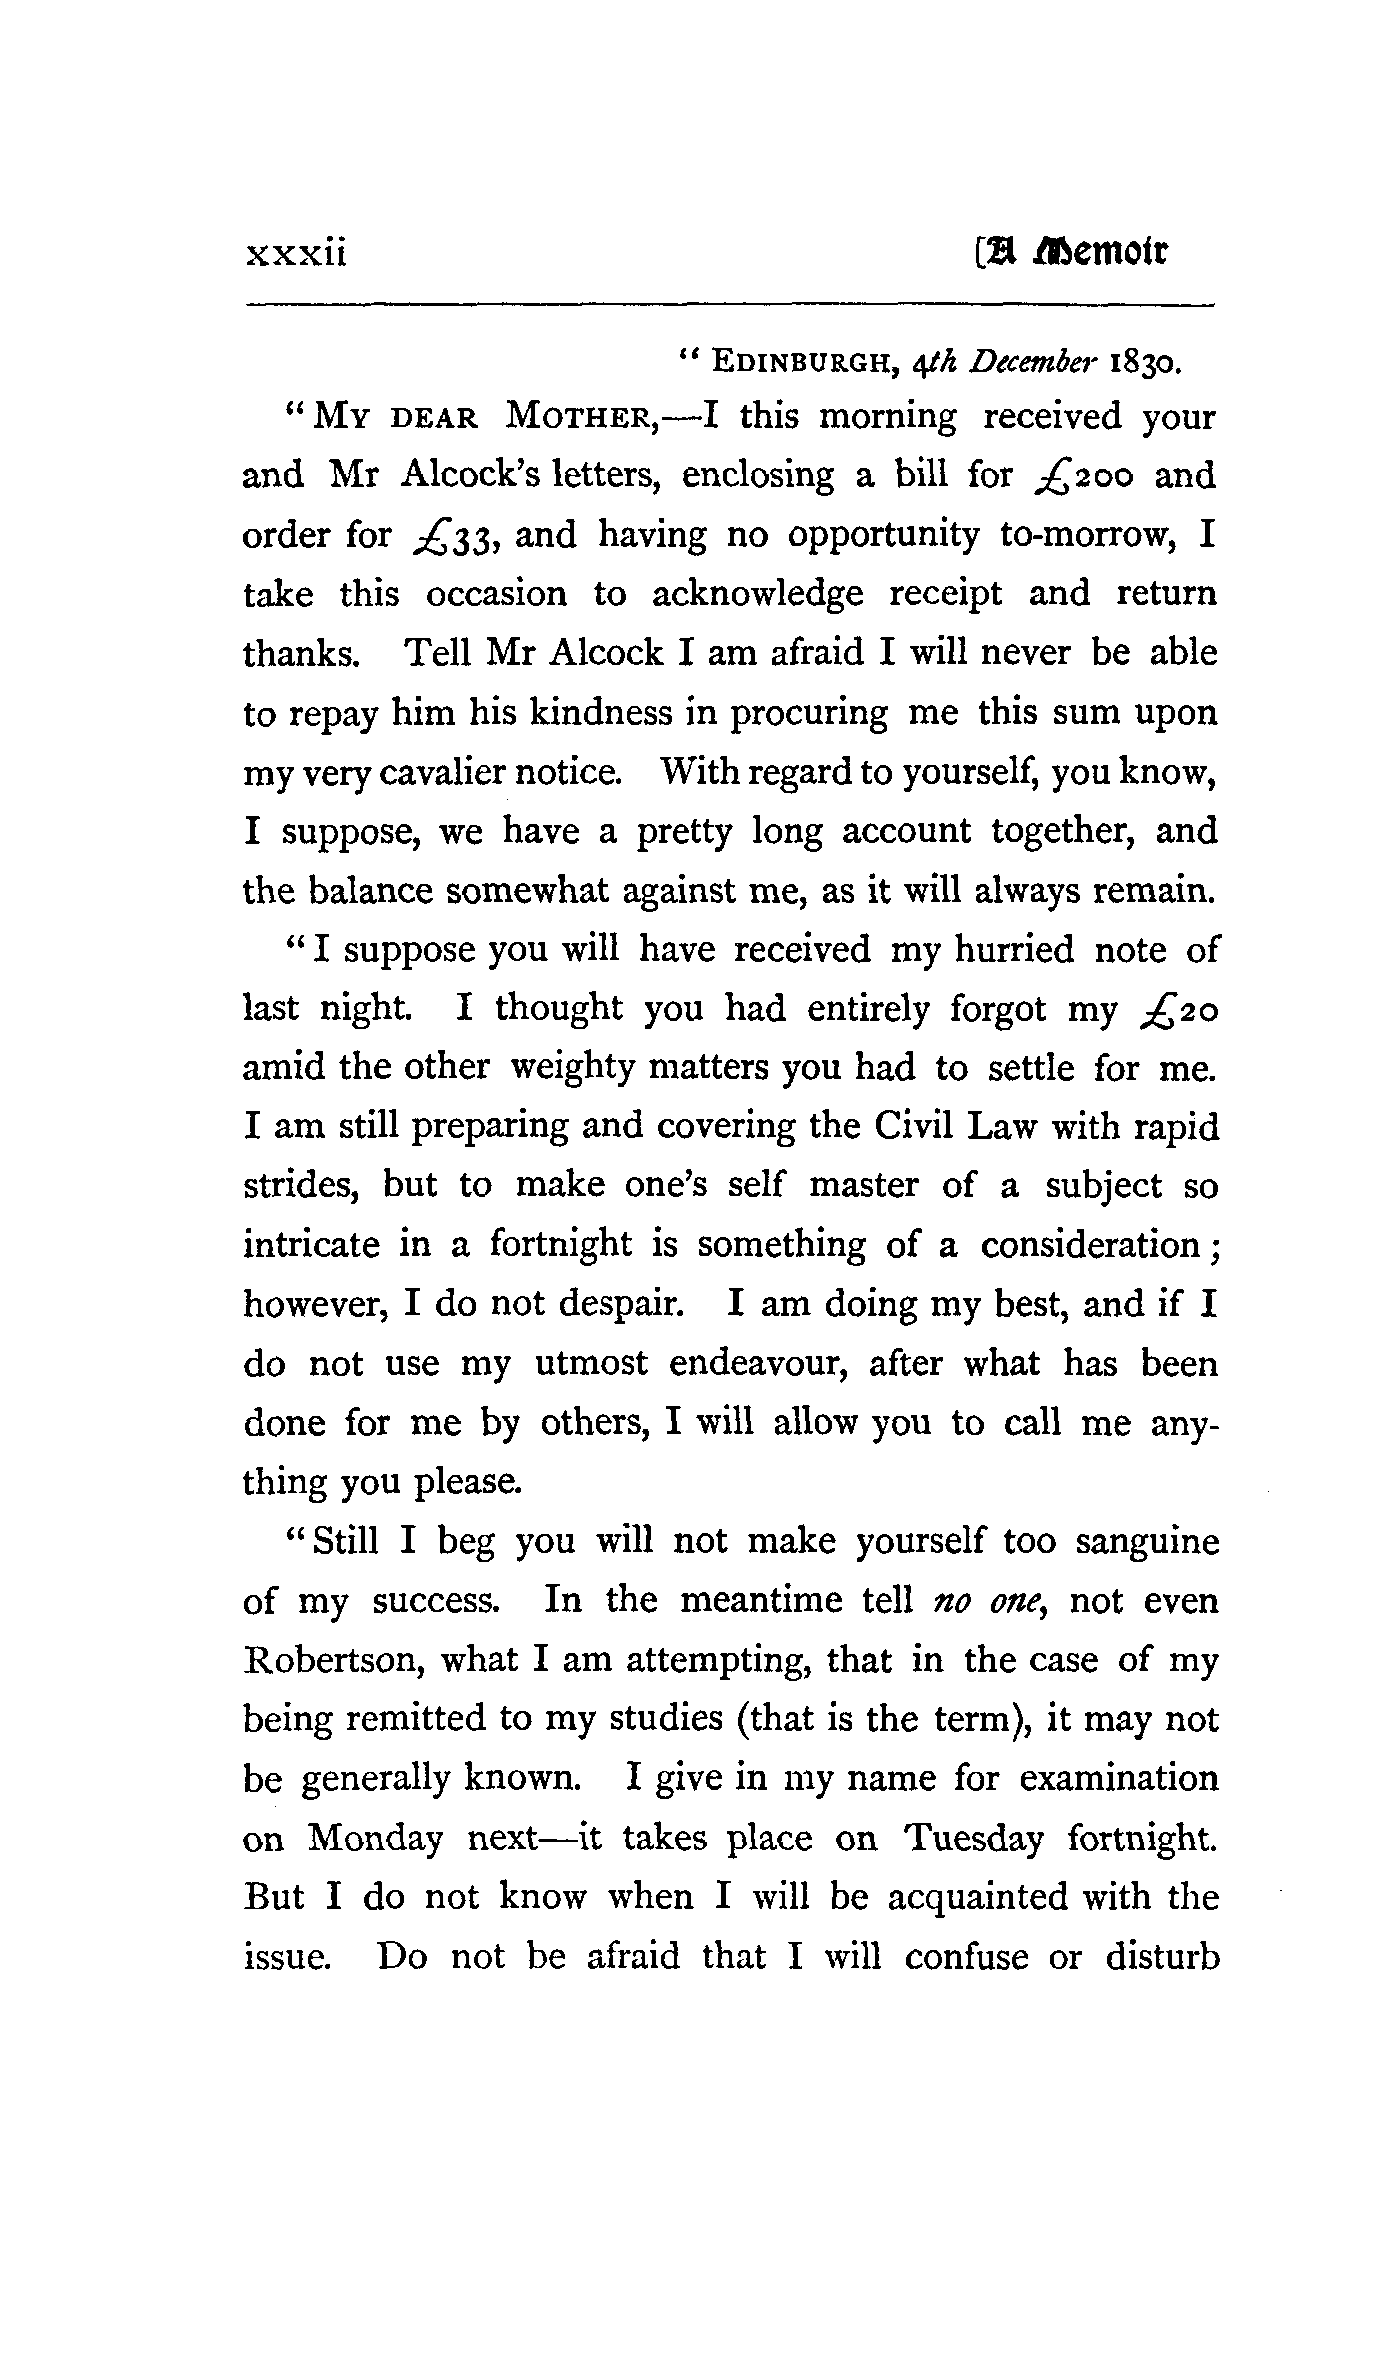 xxxii [A Memoir
“ EDINBURGH, 4th December 1830.
“ MY DEAR MOTHER,—I this morning received your
and Mr Alcock’s letters, enclosing a bill for £200 and
order for £33, and having no opportunity to-morrow, I
take this occasion to acknowledge receipt and return
thanks. Tell Mr Alcock I am afraid I will never be able
to repay him his kindness in procuring me this sum upon
my very cavalier notice. With regard to yourself, you know,
I suppose, we have a pretty long account together, and
the balance somewhat against me, as it will always remain.
“ I suppose you will have received my hurried note of
last night. I thought you had entirely forgot my £20
amid the other weighty matters you had to settle for me.
I am still preparing and covering the Civil Law with rapid
strides, but to make one’s self master of a subject so
intricate in a fortnight is something of a consideration ;
however, I do not despair. I am doing my best, and if I
do not use my utmost endeavour, after what has been
done for me by others, I will allow you to call me any-
thing you please.
“ Still I beg you will not make yourself too sanguine
of my success. In the meantime tell no one, not even
Robertson, what I am attempting, that in the case of my
being remitted to my studies (that is the term), it may not
be generally known. I give in my name for examination
on Monday next—it takes place on Tuesday fortnight.
But I do not know when I will be acquainted with the
issue. Do not be afraid that I will confuse or disturb